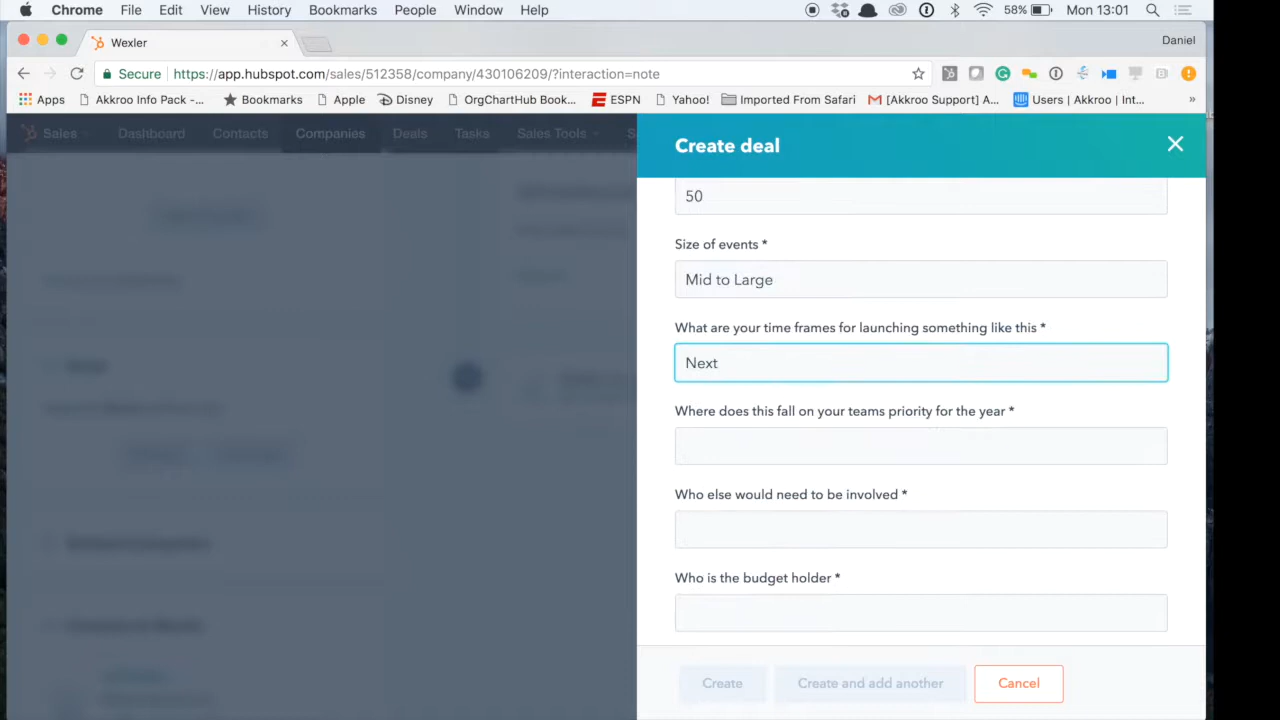 Chrome File Edit View History Bookmarks People Window Help 58% Mon 13:01
Wexler Daniel
Secure https://app.hubspot.com/sales/512358/company/430106209/?interaction=note
Apps Akkroo Info Pack -... Bookmarks Apple Disney OrgChartHub Book... ESPN Yahoo! Imported From Safari [Akkroo Support] A... Users | Akkroo | Int... »
Sales Dashboard Contacts Companies Deals Tasks Sales Tools
Create deal
50
Size of events *
Mid to Large
What are your time frames for launching something like this *
Next
Where does this fall on your teams priority for the year *
Who else would need to be involved *
Who is the budget holder *
Create Create and add another Cancel